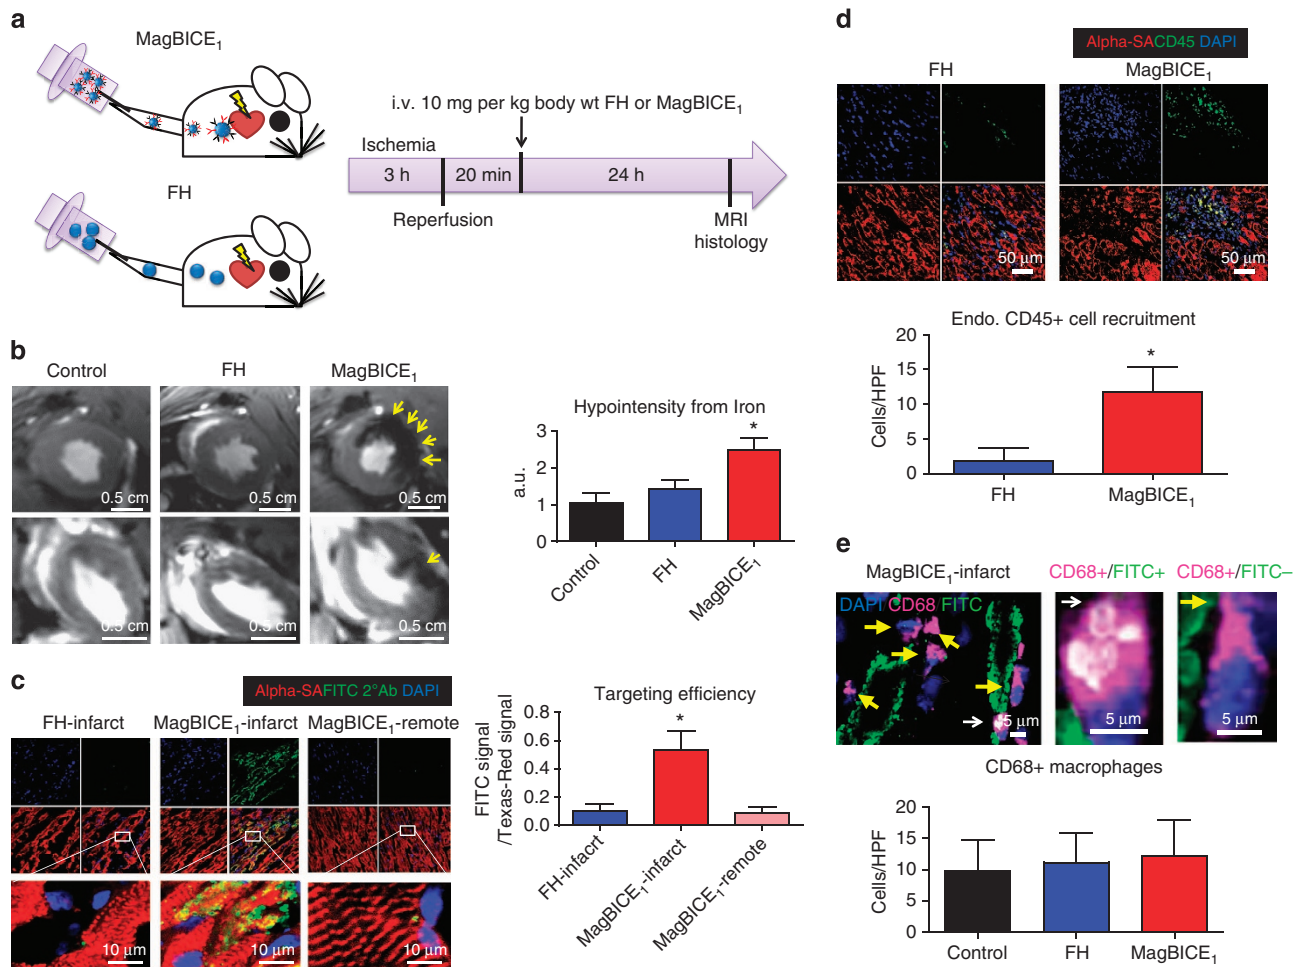 a
MagBICE1
FH
i.v. 10 mg per kg body wt FH or MagBICE1
Ischemia
3 h
20 min
24 h
Reperfusion
MRI
histology
b
Control
FH
MagBICE1
0.5 cm
0.5 cm
0.5 cm
0.5 cm
0.5 cm
0.5 cm
Hypointensity from Iron
a.u.
3
2
1
0
*
Control
FH
MagBICE1
c
Alpha-SAFITC 2°Ab DAPI
FH-infarct
MagBICE1-infarct
MagBICE1-remote
10 µm
10 µm
10 µm
Targeting efficiency
FITC signal
/Texas-Red signal
0.8
0.6
0.4
0.2
0.0
*
FH-infacrt
MagBICE1-infarct
MagBICE1-remote
d
Alpha-SACD45 DAPI
FH
MagBICE1
50 µm
50 µm
Endo. CD45+ cell recruitment
Cells/HPF
20
15
10
5
0
*
FH
MagBICE1
e
MagBICE1-infarct
CD68+/FITC+
CD68+/FITC−
DAPI CD68 FITC
5 µm
5 µm
5 µm
CD68+ macrophages
Cells/HPF
20
15
10
5
0
Control
FH
MagBICE1